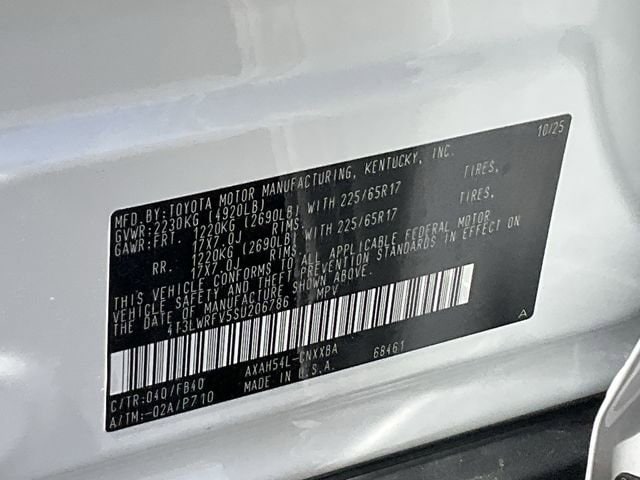 10/25
MFD.BY:TOYOTA MOTOR MANUFACTURING, KENTUCKY, INC.
GVWR:2230KG (4920LB)
GAWR:FRT. 1220KG (2690LB) WITH 225/65R17 TIRES,
17X7.0J RIMS.
RR. 1220KG (2690LB) WITH 225/65R17 TIRES,
17X7.0J RIMS.
THIS VEHICLE CONFORMS TO ALL APPLICABLE FEDERAL MOTOR
VEHICLE SAFETY AND THEFT PREVENTION STANDARDS IN EFFECT ON
THE DATE OF MANUFACTURE SHOWN ABOVE.
4T3LWRFV5SU206786 MPV
C/TR:040/FB40 AXAH54L-CNXXBA 68461 A
A/TM:-02A/P710 MADE IN U.S.A.